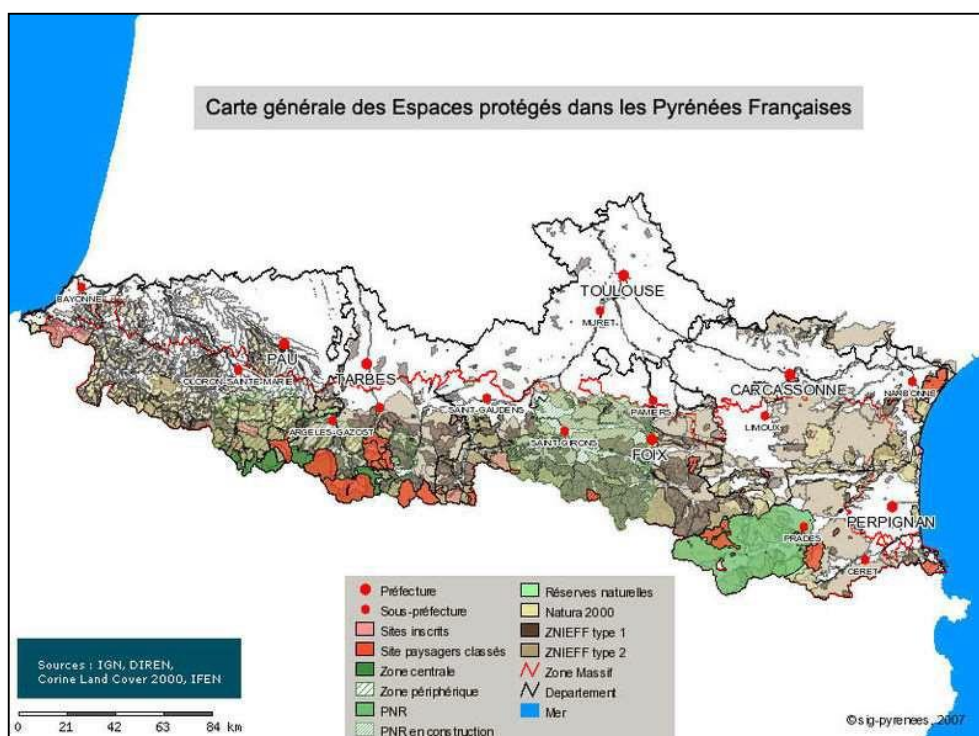 Carte générale des Espaces protégés dans les Pyrénées Françaises
TOULOUSE
BAYONNE
MURET
PAU
TARBES
CARCASSONNE
OLORON-SAINTE-MARIE
NARBONNE
SAINT-GAUDENS
PAMIERS
LIMOUX
ARGELES-GAZOST
SAINT-GIRONS
FOIX
PERPIGNAN
PRADES
CERET
Préfecture
Sous-préfecture
Sites inscrits
Site paysagers classés
Zone centrale
Zone périphérique
PNR
PNR en construction
Réserves naturelles
Natura 2000
ZNIEFF type 1
ZNIEFF type 2
Zone Massif
Departement
Mer
Sources : IGN, DIREN,
Corine Land Cover 2000, IFEN
0 21 42 63 84 km
©sig-pyrenees, 2007